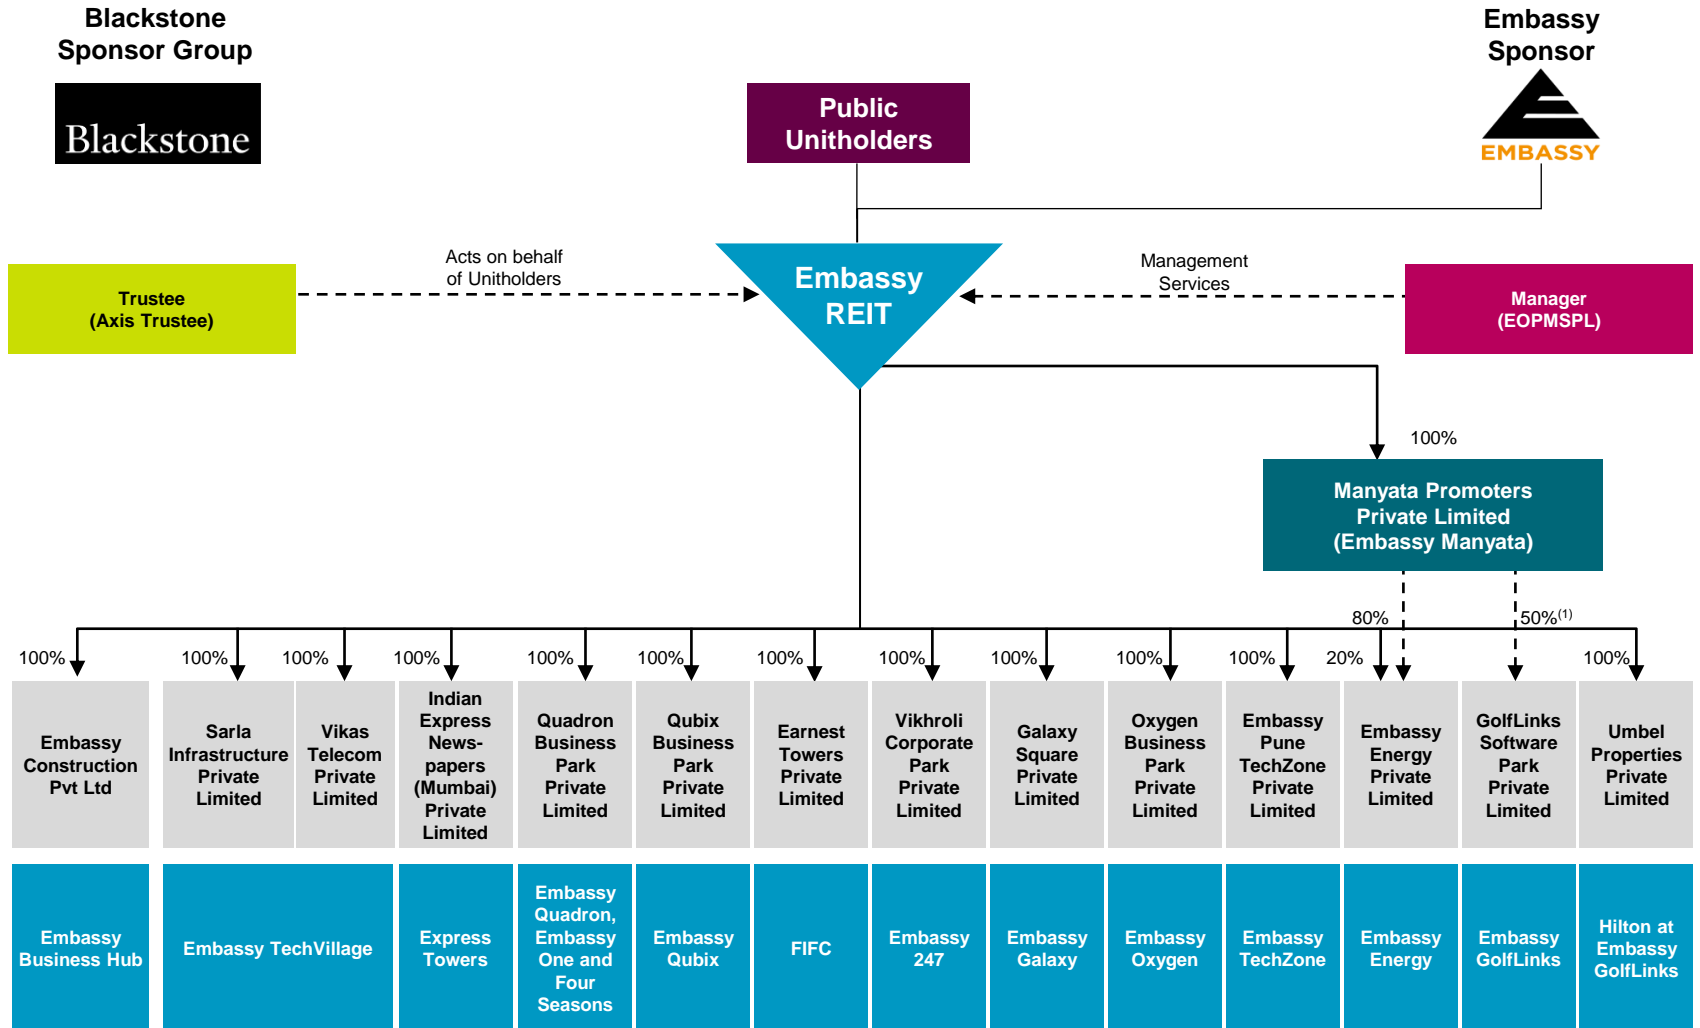 Blackstone
Sponsor Group
Blackstone
Public
Unitholders
Embassy
Sponsor
EMBASSY
Trustee
(Axis Trustee)
Acts on behalf
of Unitholders
Embassy
REIT
Management
Services
Manager
(EOPMSPL)
100%
Manyata Promoters
Private Limited
(Embassy Manyata)
80%
50%(1)
100%
100%
100%
100%
100%
100%
100%
100%
100%
100%
100%
20%
100%
Embassy
Construction
Pvt Ltd
Sarla
Infrastructure
Private
Limited
Vikas
Telecom
Private
Limited
Indian
Express
News-
papers
(Mumbai)
Private
Limited
Quadron
Business
Park
Private
Limited
Qubix
Business
Park
Private
Limited
Earnest
Towers
Private
Limited
Vikhroli
Corporate
Park
Private
Limited
Galaxy
Square
Private
Limited
Oxygen
Business
Park
Private
Limited
Embassy
Pune
TechZone
Private
Limited
Embassy
Energy
Private
Limited
GolfLinks
Software
Park
Private
Limited
Umbel
Properties
Private
Limited
Embassy
Business Hub
Embassy TechVillage
Express
Towers
Embassy
Quadron,
Embassy
One and
Four
Seasons
Embassy
Qubix
FIFC
Embassy
247
Embassy
Galaxy
Embassy
Oxygen
Embassy
TechZone
Embassy
Energy
Embassy
GolfLinks
Hilton at
Embassy
GolfLinks